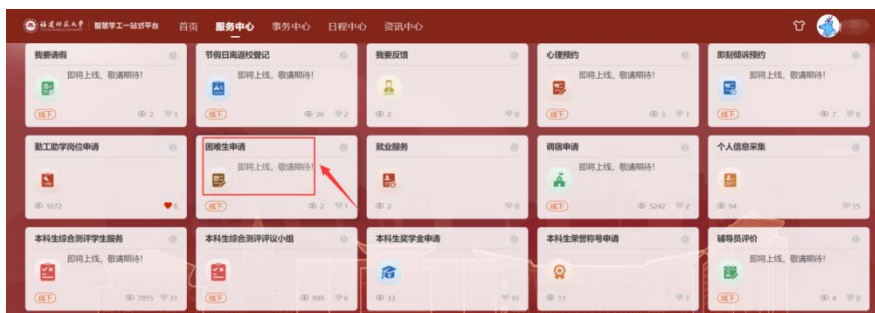 福建师范大学 智慧学工一站式平台 首页 服务中心 事务中心 日程中心 资讯中心
我要请假 节假日离返校登记 我要反馈 心理预约 即刻倾诉预约
即将上线，敬请期待！ 即将上线，敬请期待！ 即将上线，敬请期待！ 即将上线，敬请期待！
线下 2 3 线下 26 2 2 0 线下 3 1 线下 7 0
勤工助学岗位申请 困难生申请 就业服务 调宿申请 个人信息采集
即将上线，敬请期待！ 即将上线，敬请期待！
1072 6 线下 2 1 2 0 线下 5242 2 94 15
本科生综合测评学生服务 本科生综合测评评议小组 本科生奖学金申请 本科生荣誉称号申请 辅导员评价
即将上线，敬请期待！ 即将上线，敬请期待！
线下 7855 31 线下 989 6 33 10 11 7 线下 4 0